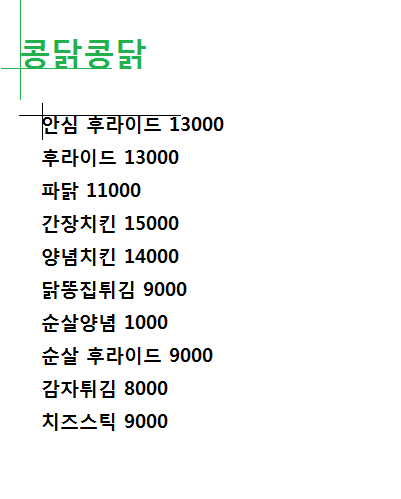 콩닭콩닭
안심 후라이드 13000
후라이드 13000
파닭 11000
간장치킨 15000
양념치킨 14000
닭똥집튀김 9000
순살양념 1000
순살 후라이드 9000
감자튀김 8000
치즈스틱 9000